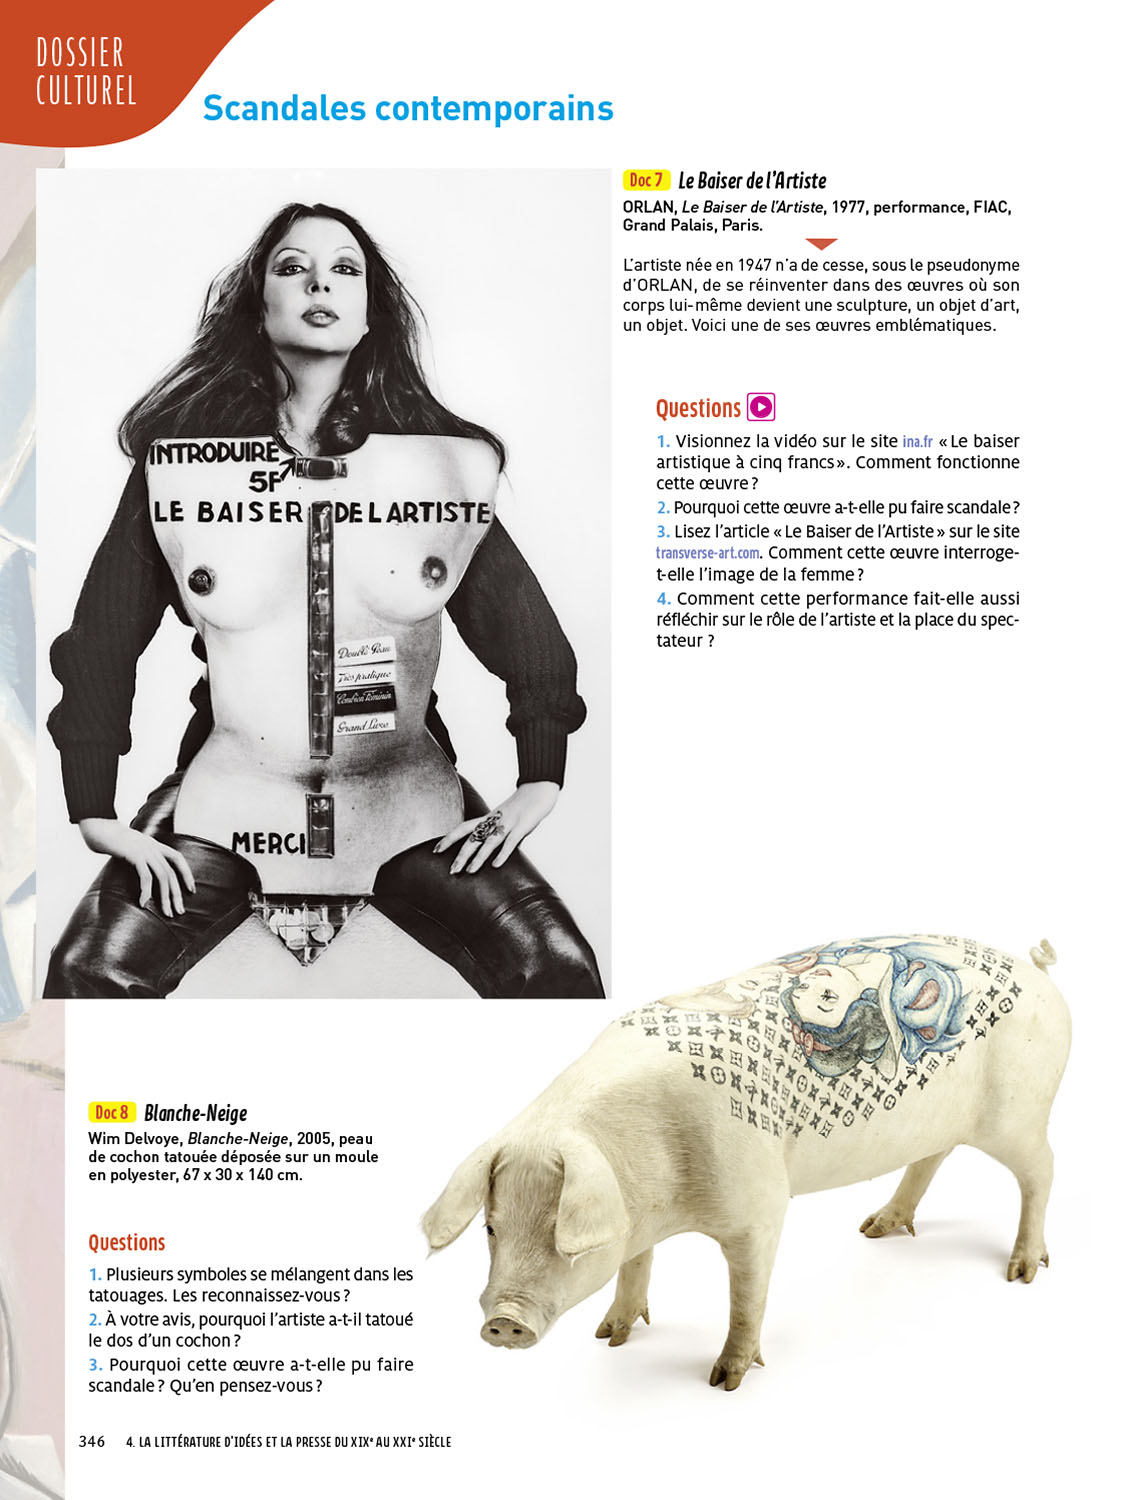 DOSSIER
CULTUREL
Scandales contemporains
Doc 7 Le Baiser de l'Artiste
ORLAN, Le Baiser de l'Artiste, 1977, performance, FIAC,
Grand Palais, Paris.
L'artiste née en 1947 n'a de cesse, sous le pseudonyme
d'ORLAN, de se réinventer dans des œuvres où son
corps lui-même devient une sculpture, un objet d'art,
un objet. Voici une de ses œuvres emblématiques.
Questions
1. Visionnez la vidéo sur le site ina.fr « Le baiser
artistique à cinq francs ». Comment fonctionne
cette œuvre ?
2. Pourquoi cette œuvre a-t-elle pu faire scandale ?
3. Lisez l'article « Le Baiser de l'Artiste » sur le site
transverse-art.com. Comment cette œuvre interroge-
t-elle l'image de la femme ?
4. Comment cette performance fait-elle aussi
réfléchir sur le rôle de l'artiste et la place du spec-
tateur ?
INTRODUIRE
5F
LE BAISER DE LARTISTE
Double Peau
Très pratique
Combien Féminin
Grand Luxe
MERCI
Doc 8 Blanche-Neige
Wim Delvoye, Blanche-Neige, 2005, peau
de cochon tatouée déposée sur un moule
en polyester, 67 x 30 x 140 cm.
Questions
1. Plusieurs symboles se mélangent dans les
tatouages. Les reconnaissez-vous ?
2. À votre avis, pourquoi l'artiste a-t-il tatoué
le dos d'un cochon ?
3. Pourquoi cette œuvre a-t-elle pu faire
scandale ? Qu'en pensez-vous ?
346 4. LA LITTÉRATURE D'IDÉES ET LA PRESSE DU XIXe AU XXIe SIÈCLE